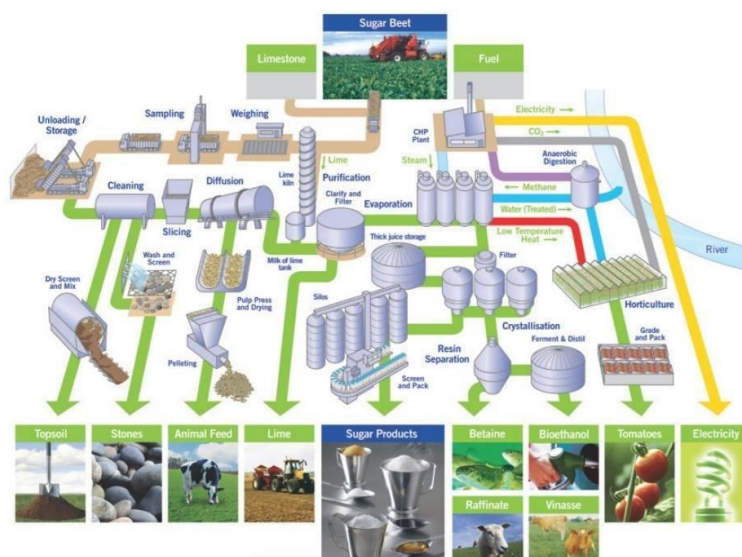 Sugar Beet
Limestone
Fuel
Unloading /
Storage
Sampling
Weighing
Lime
kiln
Lime
Purification
Clarify and
Filter
Steam
CHP
Plant
Electricity
CO₂
Anaerobic
Digestion
Methane
Water (Treated)
Low Temperature
Heat
River
Cleaning
Slicing
Diffusion
Evaporation
Milk of lime
tank
Thick juice storage
Filter
Horticulture
Wash and
Screen
Dry Screen
and Mix
Pulp Press
and Drying
Pelleting
Silos
Crystallisation
Resin
Separation
Ferment & Distil
Screen
and Pack
Grade
and Pack
Topsoil
Stones
Animal Feed
Lime
Sugar Products
Betaine
Bioethanol
Tomatoes
Electricity
Raffinate
Vinasse